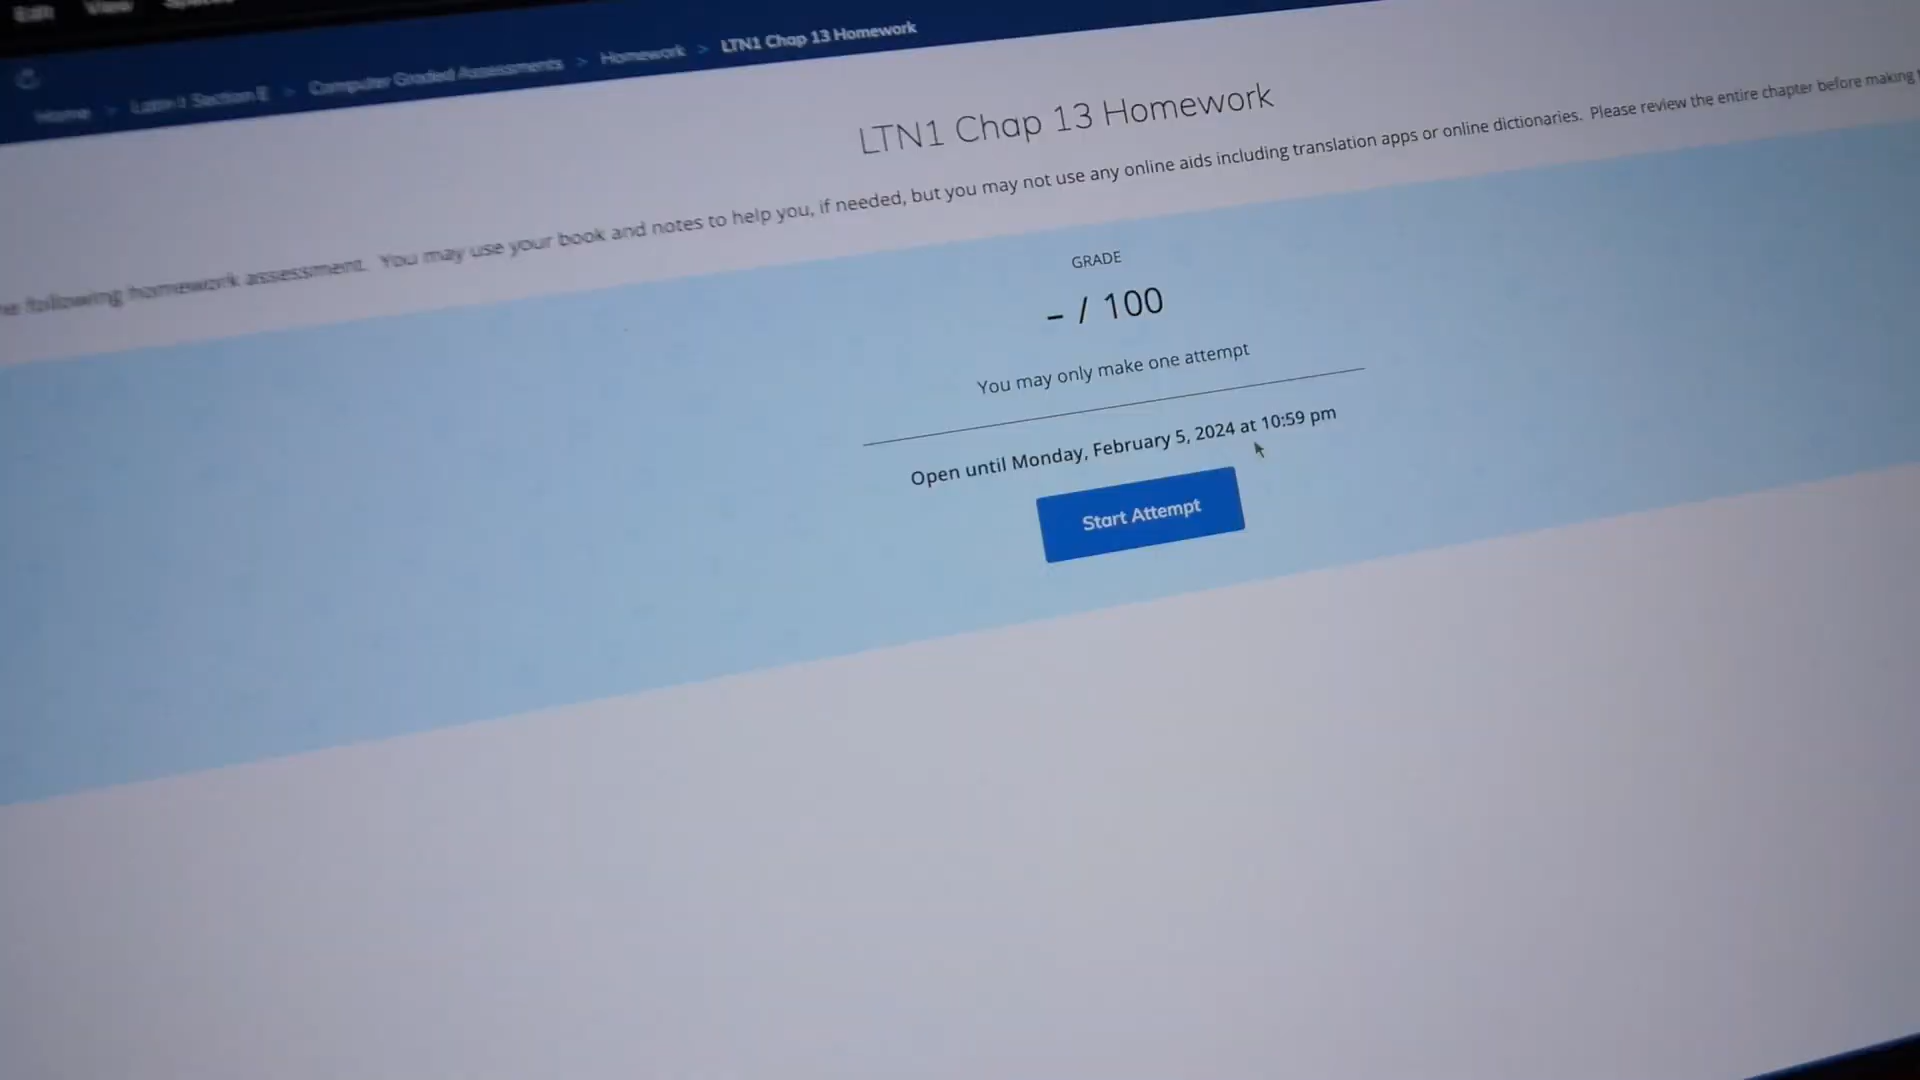 Edit View
Home > Latin 1 Section E > Computer Graded Assessments > Homework > LTN1 Chap 13 Homework
LTN1 Chap 13 Homework
following homework assessment. You may use your book and notes to help you, if needed, but you may not use any online aids including translation apps or online dictionaries. Please review the entire chapter before making
GRADE
– / 100
You may only make one attempt
Open until Monday, February 5, 2024 at 10:59 pm
Start Attempt